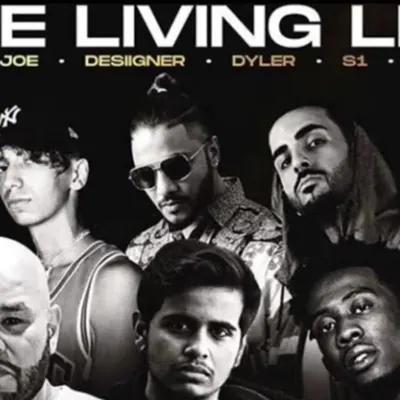 E LIVING L
JOE • DESIIGNER • DYLER • S1 •